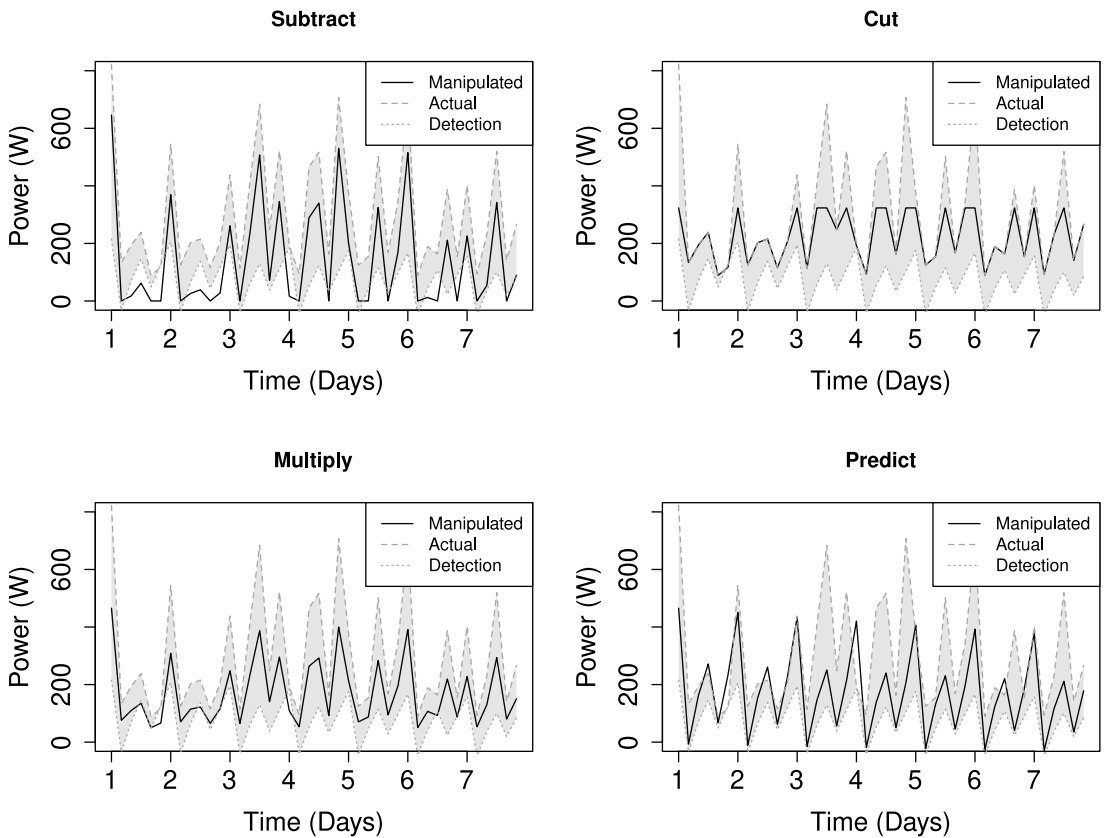 Subtract
Manipulated
Actual
Detection
Power (W)
0 200 600
1 2 3 4 5 6 7
Time (Days)
Cut
Manipulated
Actual
Detection
Power (W)
0 200 600
1 2 3 4 5 6 7
Time (Days)
Multiply
Manipulated
Actual
Detection
Power (W)
0 200 600
1 2 3 4 5 6 7
Time (Days)
Predict
Manipulated
Actual
Detection
Power (W)
0 200 600
1 2 3 4 5 6 7
Time (Days)